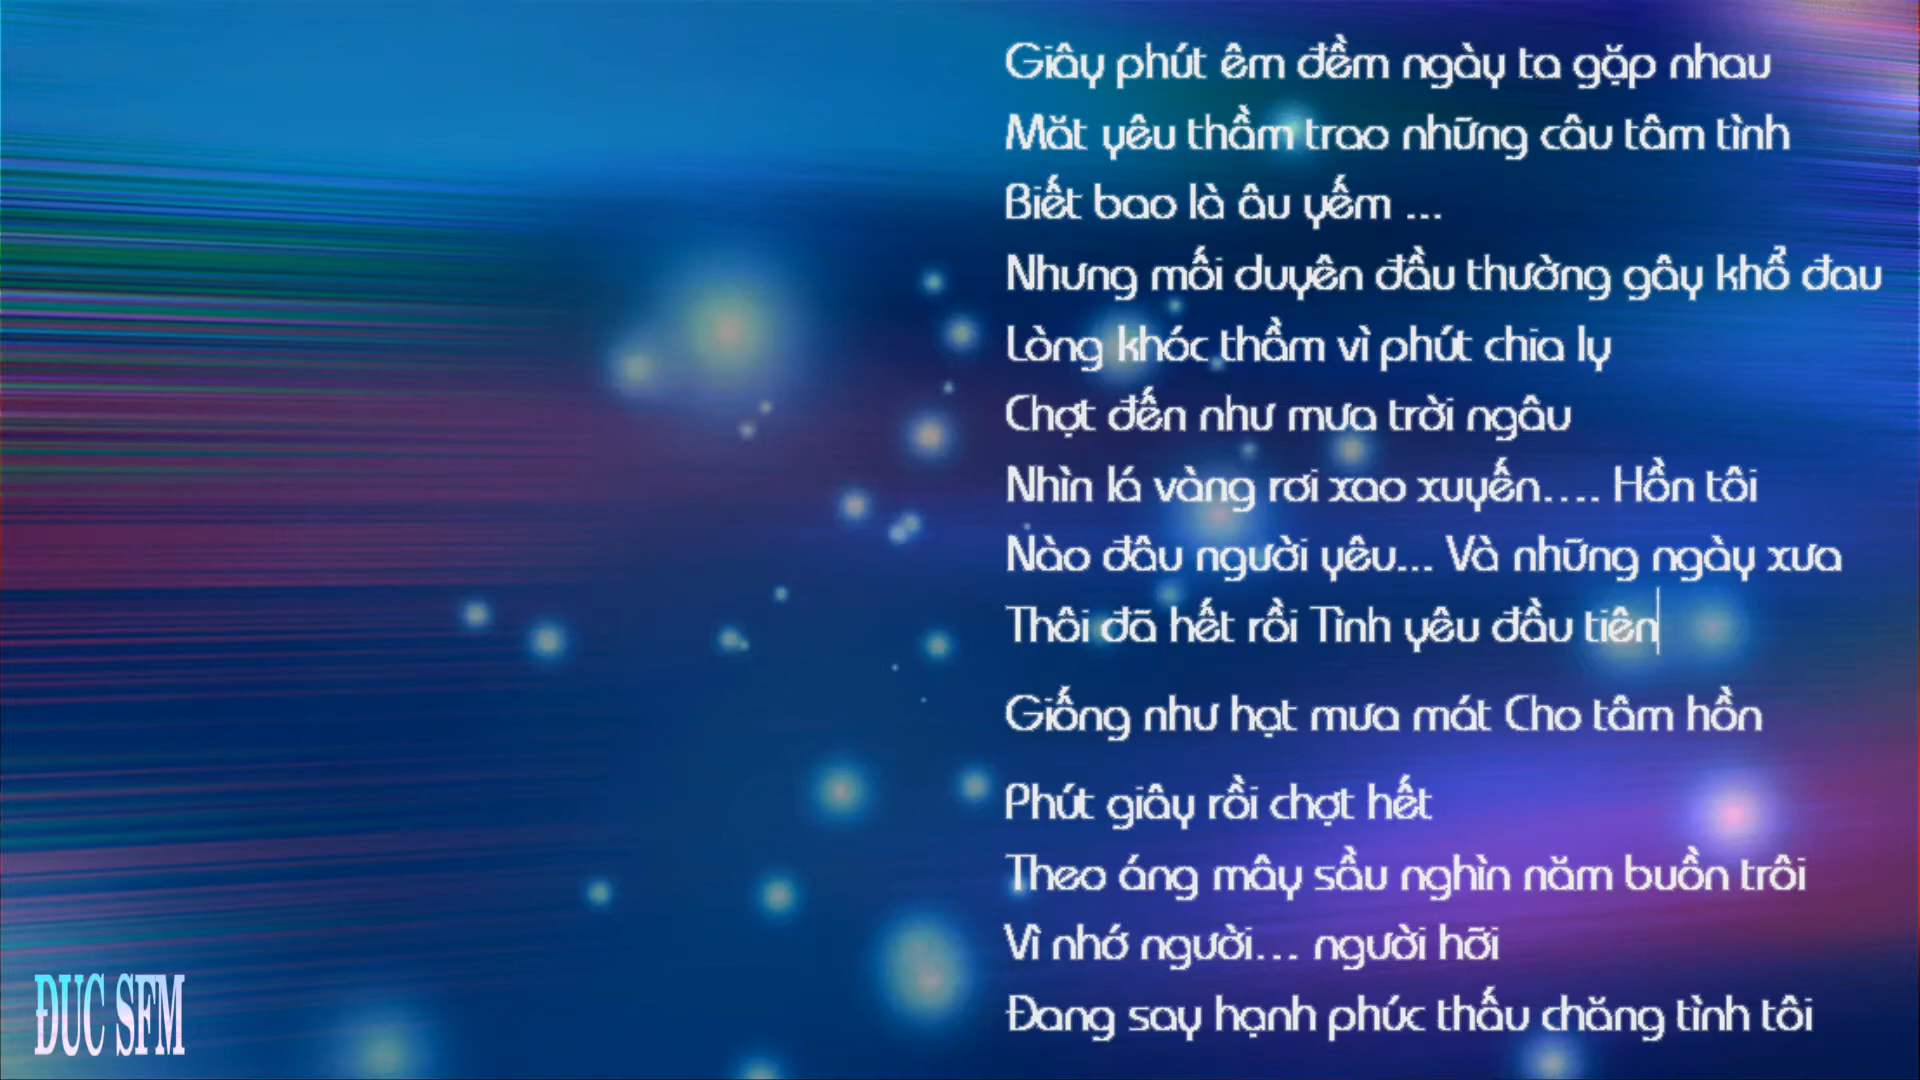 Giây phút êm đềm ngày ta gặp nhau
Măt yêu thầm trao những câu tâm tình
Biết bao là âu yếm ...
Nhưng mối duyên đầu thường gây khổ đau
Lòng khóc thầm vì phút chia ly
Chợt đến như mưa trời ngâu
Nhìn lá vàng rơi xao xuyến.... Hồn tôi
Nào đâu người yêu... Và những ngày xưa
Thôi đã hết rồi Tình yêu đầu tiên
Giống như hạt mưa mát Cho tâm hồn
Phút giây rồi chợt hết
Theo áng mây sầu nghìn năm buồn trôi
Vì nhớ người... người hỡi
Đang say hạnh phúc thấu chăng tình tôi
ĐUC SFM